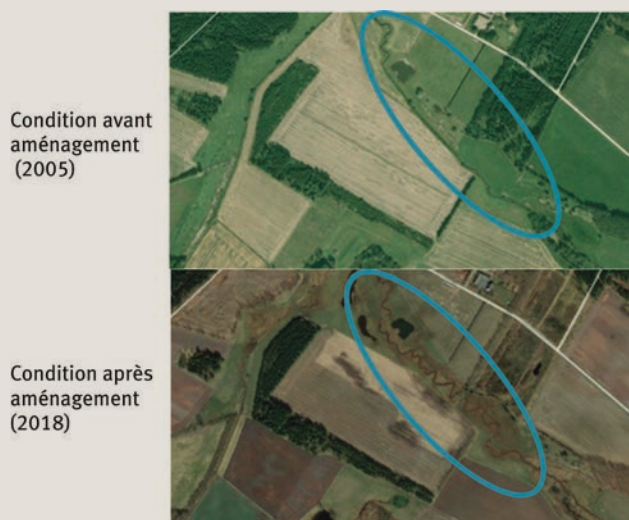 Condition avant
aménagement
(2005)
Condition après
aménagement
(2018)